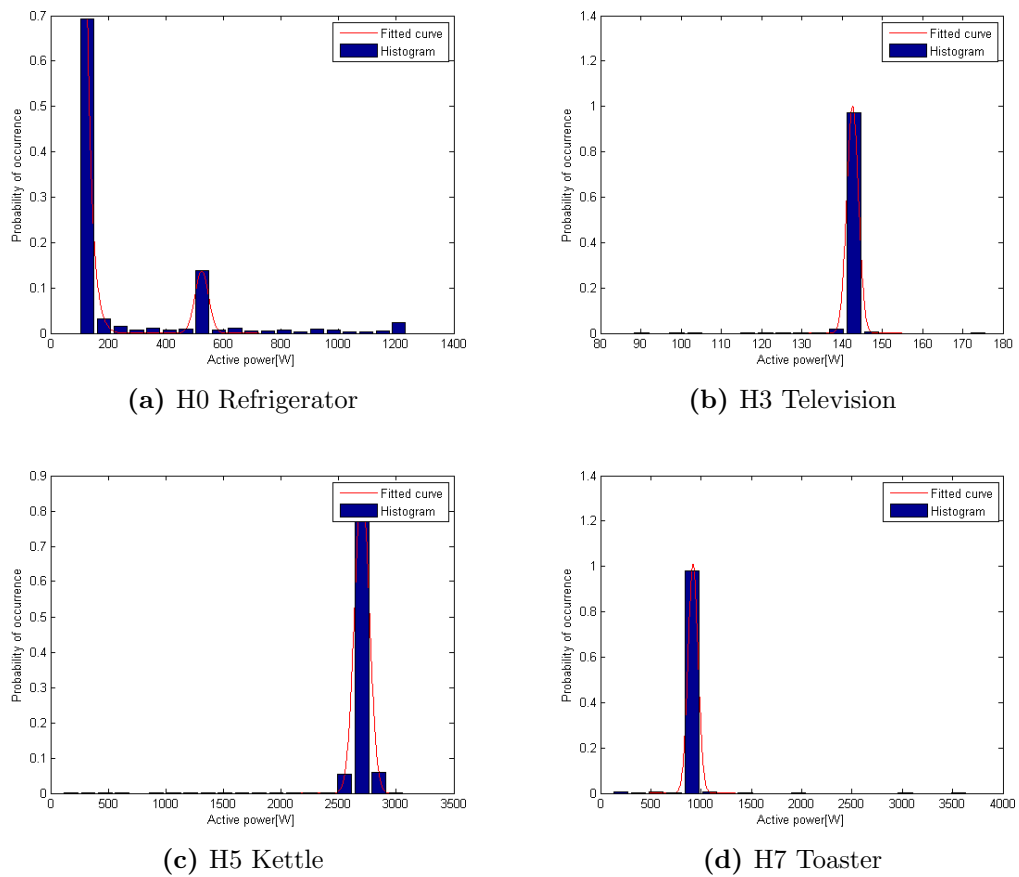 0.7
0.6
0.5
0.4
0.3
0.2
0.1
0
Probability of occurrence
Fitted curve
Histogram
0 200 400 600 800 1000 1200 1400
Active power[W]
(a) H0 Refrigerator
1.4
1.2
1
0.8
0.6
0.4
0.2
0
Probability of occurrence
Fitted curve
Histogram
80 90 100 110 120 130 140 150 160 170 180
Active power[W]
(b) H3 Television
0.9
0.8
0.7
0.6
0.5
0.4
0.3
0.2
0.1
0
Probability of occurrence
Fitted curve
Histogram
0 500 1000 1500 2000 2500 3000 3500
Active power[W]
(c) H5 Kettle
1.4
1.2
1
0.8
0.6
0.4
0.2
0
Probability of occurrence
Fitted curve
Histogram
0 500 1000 1500 2000 2500 3000 3500 4000
Active power[W]
(d) H7 Toaster